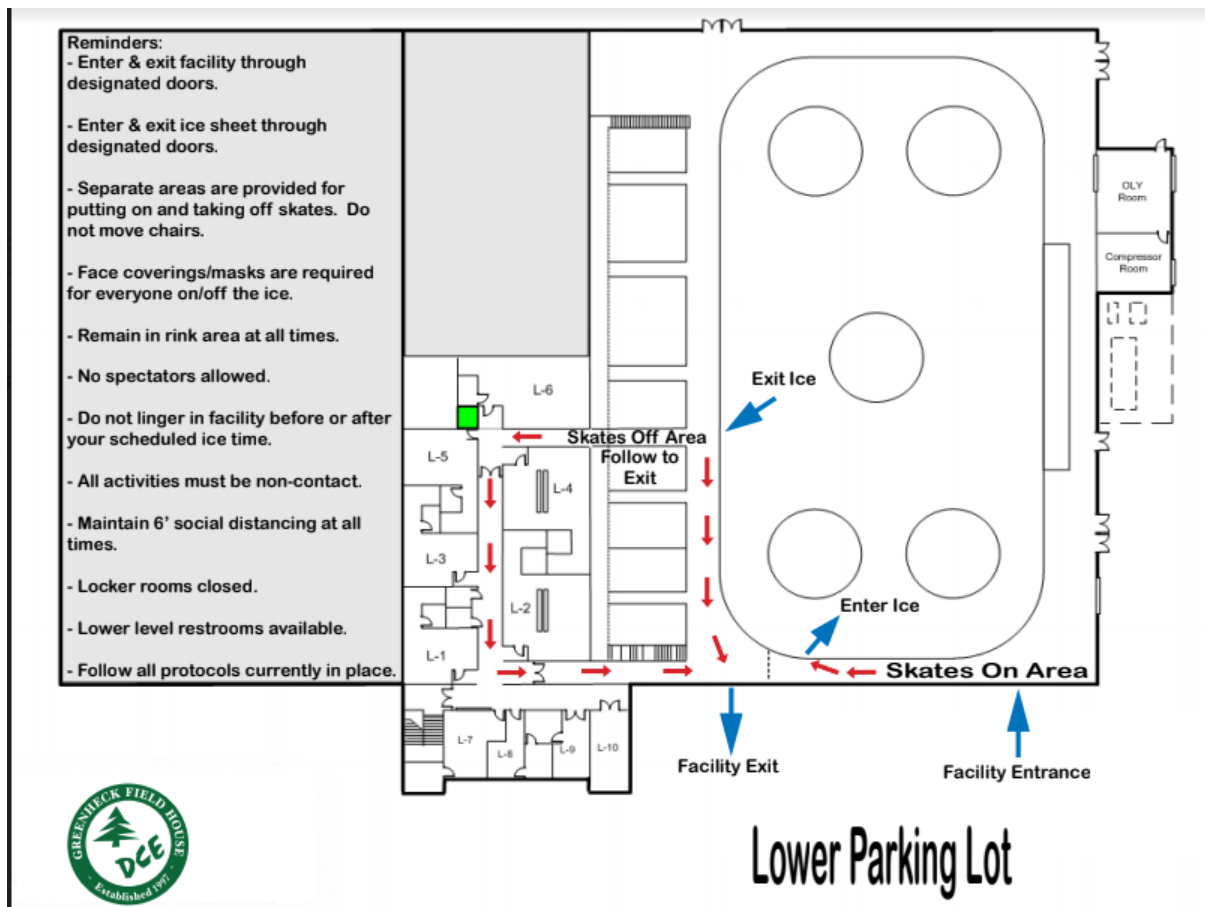 Reminders:
- Enter & exit facility through
designated doors.
- Enter & exit ice sheet through
designated doors.
- Separate areas are provided for
putting on and taking off skates.  Do
not move chairs.
- Face coverings/masks are required
for everyone on/off the ice.
- Remain in rink area at all times.
- No spectators allowed.
- Do not linger in facility before or after
your scheduled ice time.
- All activities must be non-contact.
- Maintain 6’ social distancing at all
times.
- Locker rooms closed.
- Lower level restrooms available.
- Follow all protocols currently in place.
OLY
Room
Compressor
Room
L-6
Exit Ice
Skates Off Area
Follow to
Exit
L-5
L-4
L-3
L-2
L-1
Enter Ice
Skates On Area
L-7
L-8
L-9
L-10
Facility Exit
Facility Entrance
GREENHECK FIELD HOUSE
DCE
- Established 1997 -
Lower Parking Lot